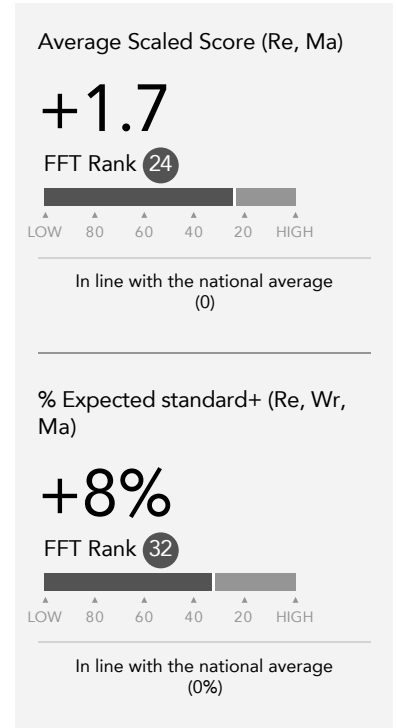 Average Scaled Score (Re, Ma)
+1.7
FFT Rank 24
LOW 80 60 40 20 HIGH
In line with the national average
(0)
% Expected standard+ (Re, Wr,
Ma)
+8%
FFT Rank 32
LOW 80 60 40 20 HIGH
In line with the national average
(0%)